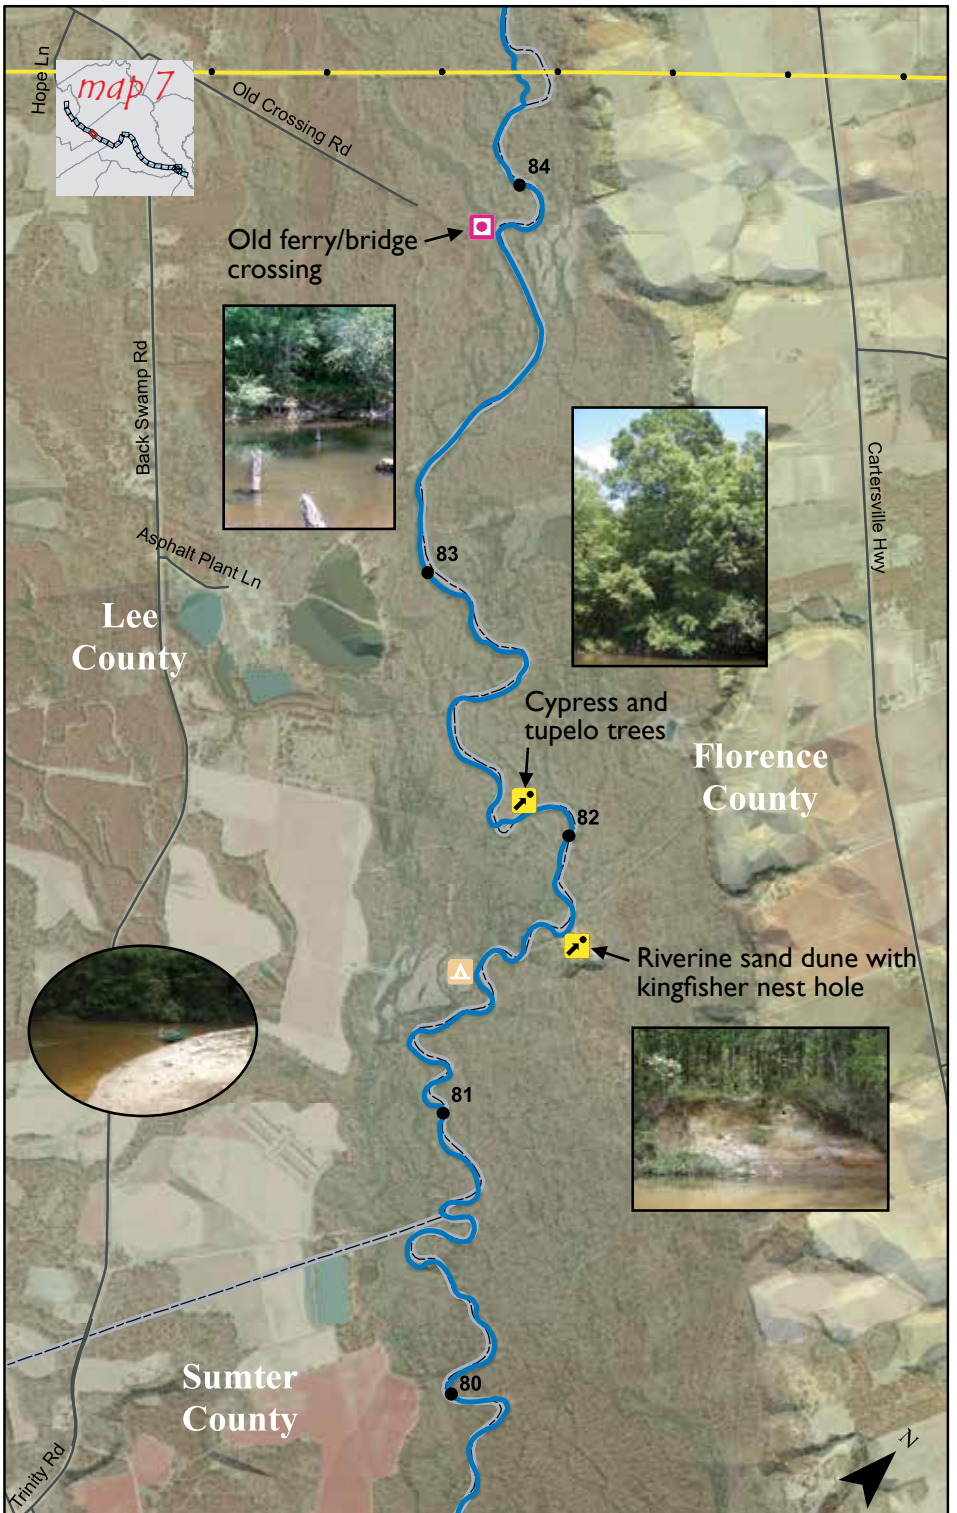 Hope Ln
map 7
Old Crossing Rd
84
Old ferry/bridge
crossing
Back Swamp Rd
Cartersville Hwy
Asphalt Plant Ln
83
Lee
County
Cypress and
tupelo trees
Florence
County
82
Riverine sand dune with
kingfisher nest hole
81
80
Sumter
County
Trinity Rd
N